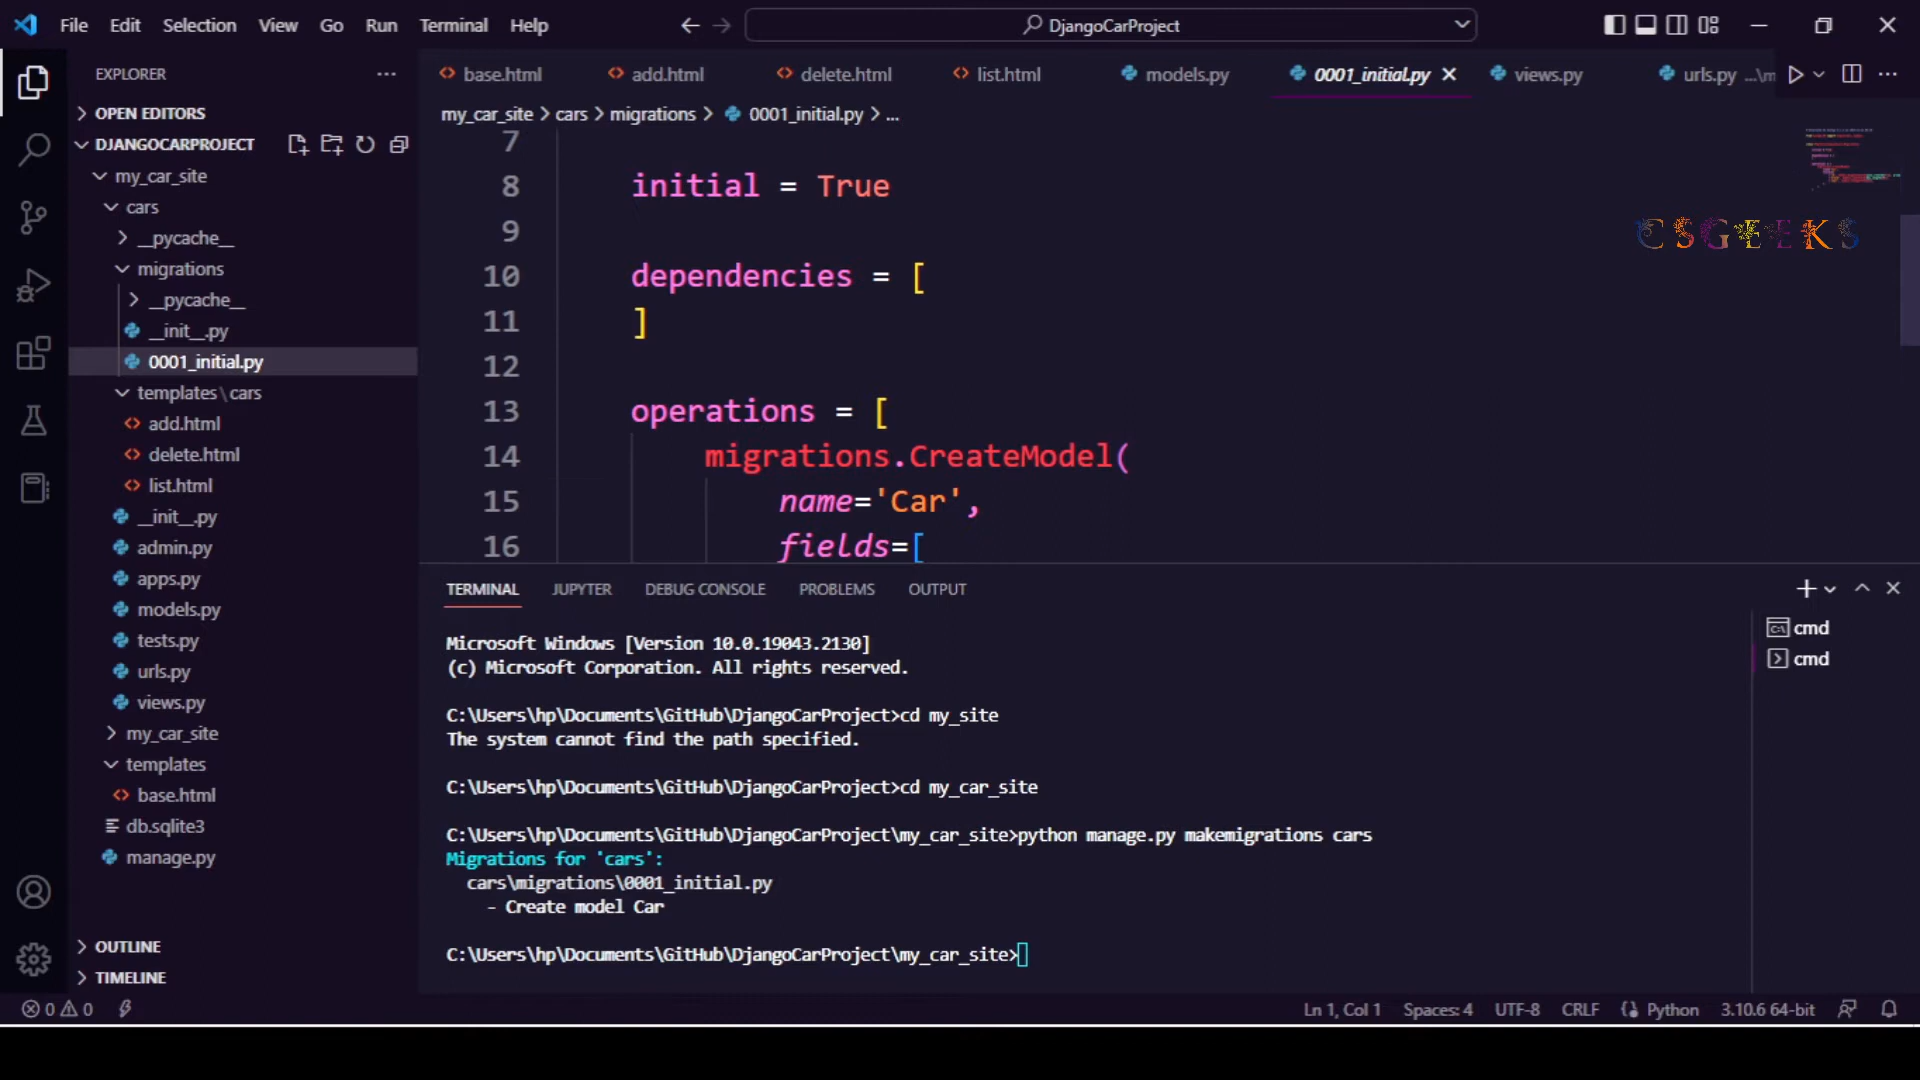 File Edit Selection View Go Run Terminal Help
DjangoCarProject
EXPLORER
OPEN EDITORS
DJANGOCARPROJECT
my_car_site
cars
__pycache__
migrations
__pycache__
__init__.py
0001_initial.py
templates\cars
add.html
delete.html
list.html
__init__.py
admin.py
apps.py
models.py
tests.py
urls.py
views.py
my_car_site
templates
base.html
db.sqlite3
manage.py
OUTLINE
TIMELINE
base.html add.html delete.html list.html models.py 0001_initial.py views.py urls.py ...\m
my_car_site > cars > migrations > 0001_initial.py > ...
7
8 initial = True
9
10 dependencies = [
11 ]
12
13 operations = [
14 migrations.CreateModel(
15 name='Car',
16 fields=[
CSGEEKS
TERMINAL JUPYTER DEBUG CONSOLE PROBLEMS OUTPUT
Microsoft Windows [Version 10.0.19043.2130]
(c) Microsoft Corporation. All rights reserved.
C:\Users\hp\Documents\GitHub\DjangoCarProject>cd my_site
The system cannot find the path specified.
C:\Users\hp\Documents\GitHub\DjangoCarProject>cd my_car_site
C:\Users\hp\Documents\GitHub\DjangoCarProject\my_car_site>python manage.py makemigrations cars
Migrations for 'cars':
cars\migrations\0001_initial.py
- Create model Car
C:\Users\hp\Documents\GitHub\DjangoCarProject\my_car_site>
cmd
cmd
0 0
Ln 1, Col 1 Spaces: 4 UTF-8 CRLF Python 3.10.6 64-bit